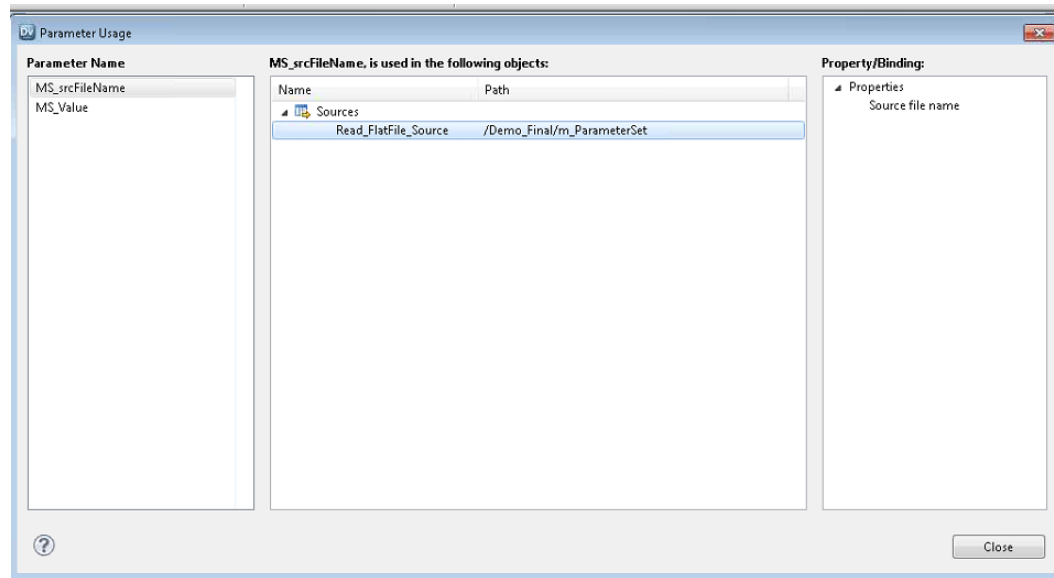 Dv Parameter Usage
Parameter Name
MS_srcFileName
MS_Value
MS_srcFileName, is used in the following objects:
Name Path
Sources
Read_FlatFile_Source /Demo_Final/m_ParameterSet
Property/Binding:
Properties
Source file name
?
Close